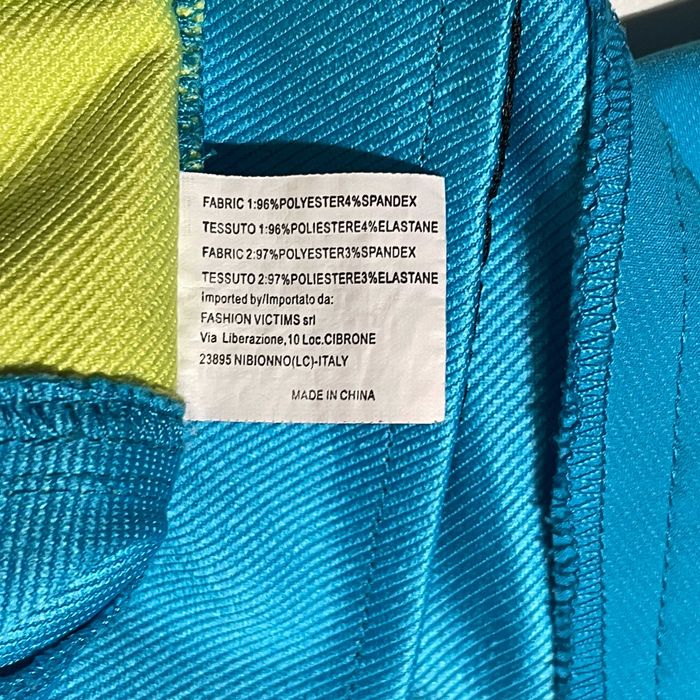 FABRIC 1:96%POLYESTER4%SPANDEX
TESSUTO 1:96%POLIESTERE4%ELASTANE
FABRIC 2:97%POLYESTER3%SPANDEX
TESSUTO 2:97%POLIESTERE3%ELASTANE
Imported by/Importato da:
FASHION VICTIMS srl
Via Liberazione,10 Loc.CIBRONE
23895 NIBIONNO(LC)-ITALY
MADE IN CHINA